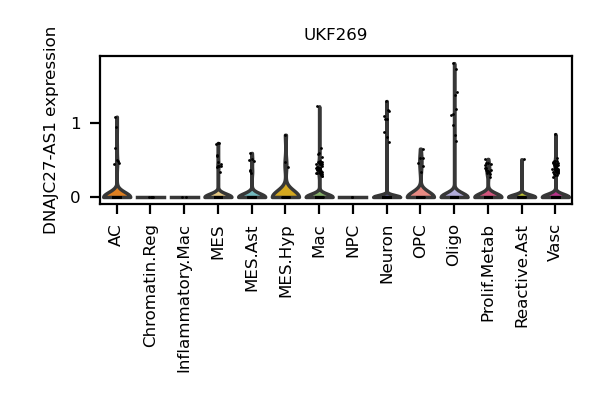 UKF269
DNAJC27-AS1 expression
1
0
AC
Chromatin.Reg
Inflammatory.Mac
MES
MES.Ast
MES.Hyp
Mac
NPC
Neuron
OPC
Oligo
Prolif.Metab
Reactive.Ast
Vasc